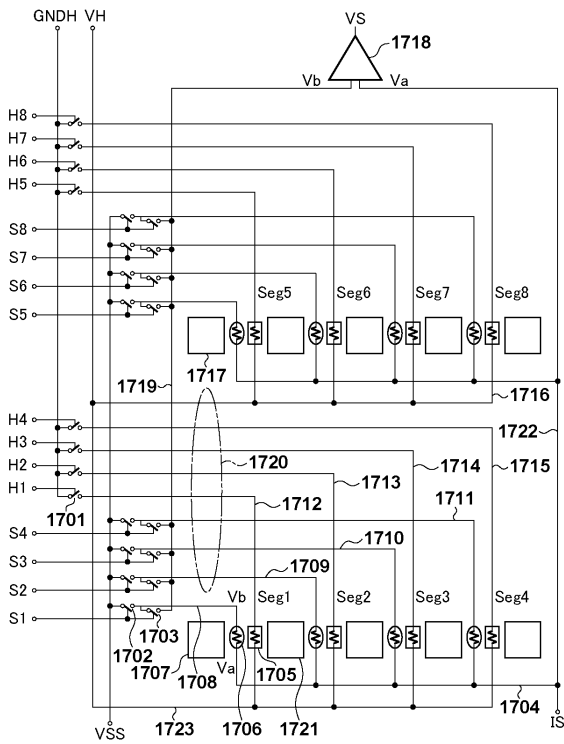 GNDH VH
VS
1718
Vb Va
H8
H7
H6
H5
S8
S7
S6
S5
Seg5 Seg6 Seg7 Seg8
1717
1719
1716
1722
H4
H3
H2
H1
1720
1713 1714 1715
1701
1712
1711
S4
1710
S3
1709
S2
Vb
Seg1 Seg2 Seg3 Seg4
S1
1703
1702
1707
1708
Va
1705
1706
1721
1704
VSS
1723
IS